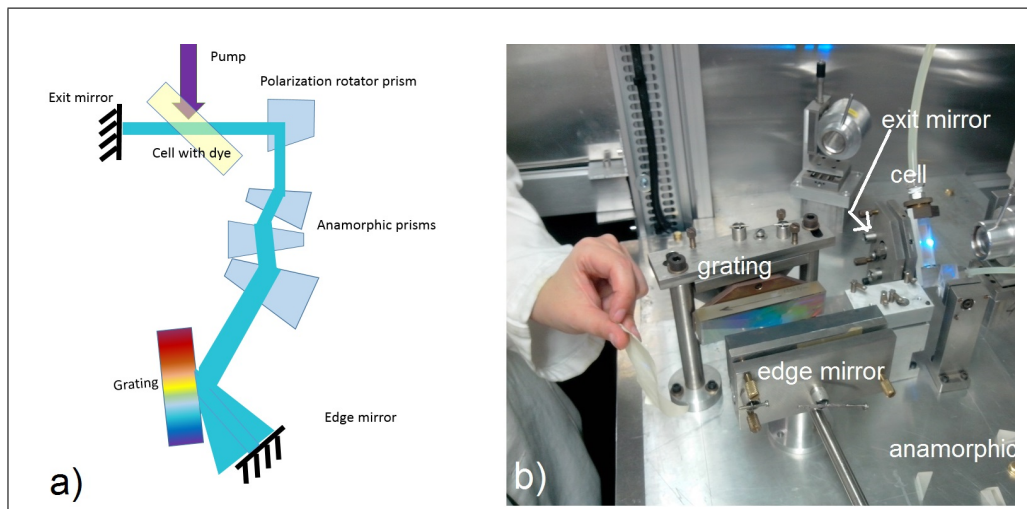 Pump
Polarization rotator prism
Exit mirror
Cell with dye
Anamorphic prisms
Grating
Edge mirror
a)
exit mirror
cell
grating
edge mirror
anamorphic
b)